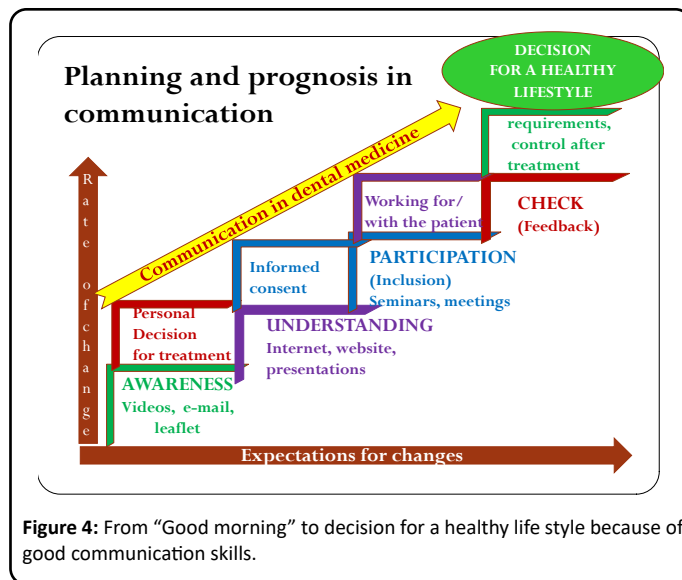 Planning and prognosis in
communication
DECISION
FOR A HEALTHY
LIFESTYLE
Communication in dental medicine
requirements,
control after
treatment
CHECK
(Feedback)
Working for/
with the patient
PARTICIPATION
(Inclusion)
Seminars, meetings
Informed
consent
UNDERSTANDING
Internet, website,
presentations
Personal
Decision
for treatment
AWARENESS
Videos, e-mail,
leaflet
Rate of change
Expectations for changes
Figure 4: From “Good morning” to decision for a healthy life style because of
good communication skills.